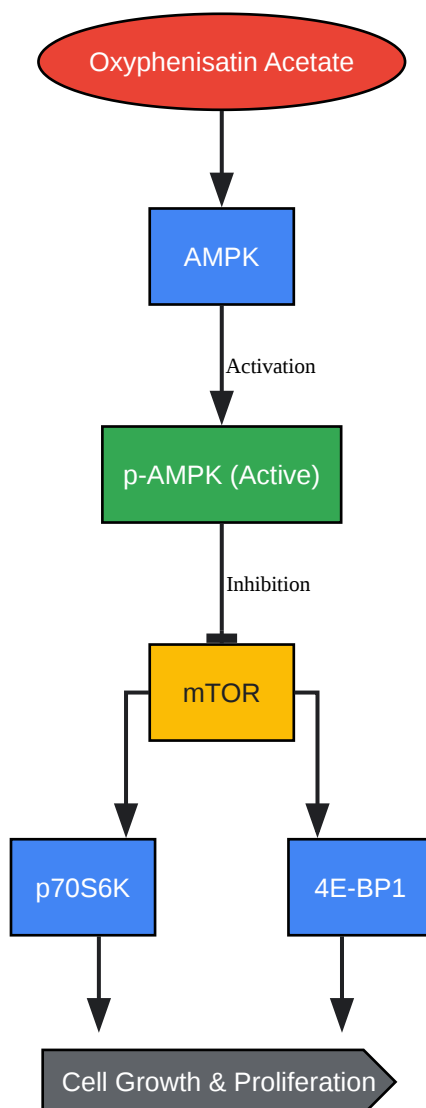 Oxyphenisatin Acetate
AMPK
Activation
p-AMPK (Active)
Inhibition
mTOR
p70S6K
4E-BP1
Cell Growth & Proliferation